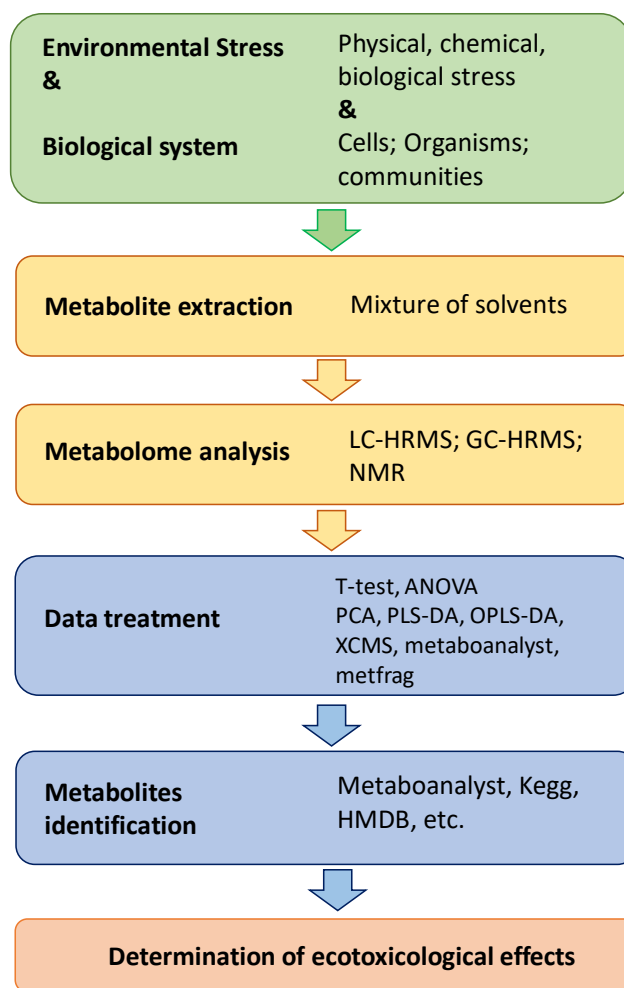 Environmental Stress
&
Biological system
Physical, chemical,
biological stress
&
Cells; Organisms;
communities
Metabolite extraction
Mixture of solvents
Metabolome analysis
LC-HRMS; GC-HRMS;
NMR
Data treatment
T-test, ANOVA
PCA, PLS-DA, OPLS-DA,
XCMS, metaboanalyst,
metfrag
Metabolites
identification
Metaboanalyst, Kegg,
HMDB, etc.
Determination of ecotoxicological effects